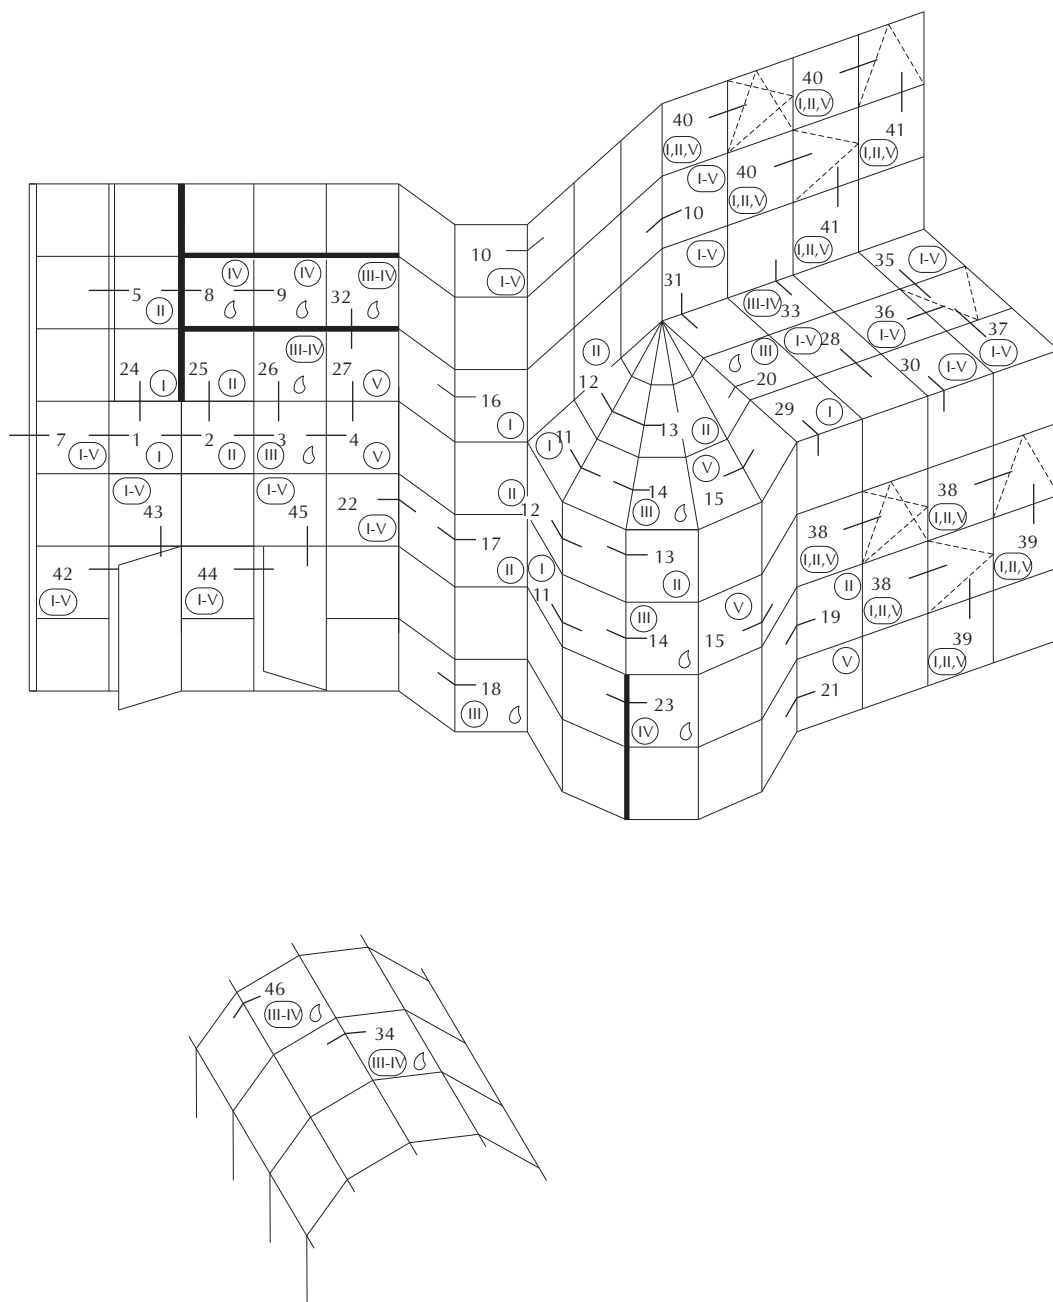 40
I,II,V
40
I,II,V
41
I,II,V
I-V
40
I,II,V
10
41
I,II,V
I-V
10
I-V
35
I-V
5
II
8
IV
9
IV
32
III-IV
31
III-IV
33
36
I-V
37
I-V
24
I
25
II
26
III-IV
27
V
16
I
II
12
III
I-V
28
20
30
I-V
29
I
7
I-V
1
I
2
II
3
III
4
V
I
11
13
II
V
14
III
15
I-V
43
I-V
45
22
I-V
17
II
II
12
I
13
II
38
I,II,V
38
I,II,V
39
I,II,V
42
I-V
44
I-V
11
III
14
V
15
II
38
I,II,V
19
39
I,II,V
V
21
18
III
23
IV
46
III-IV
34
III-IV